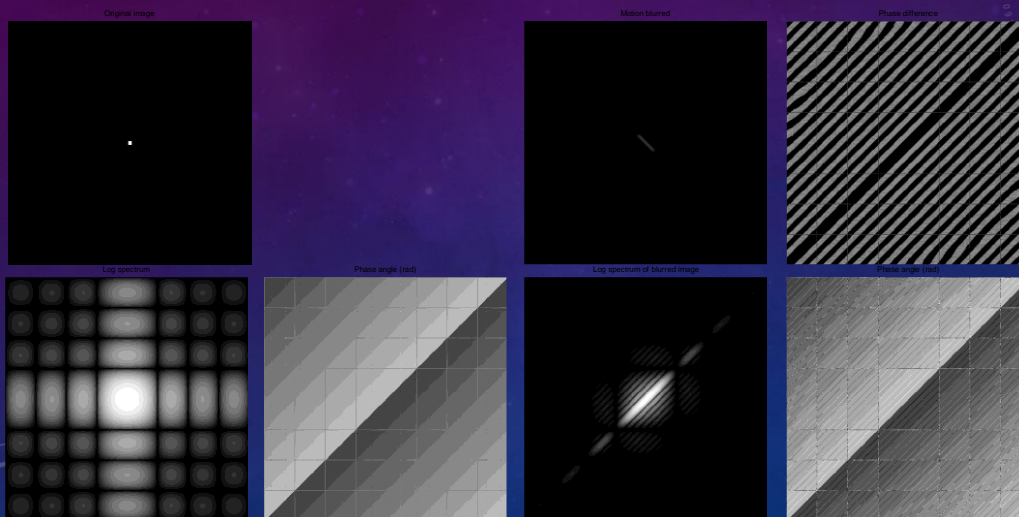 Original image
Motion blurred
Phase difference
Log spectrum
Phase angle (rad)
Log spectrum of blurred image
Phase angle (rad)